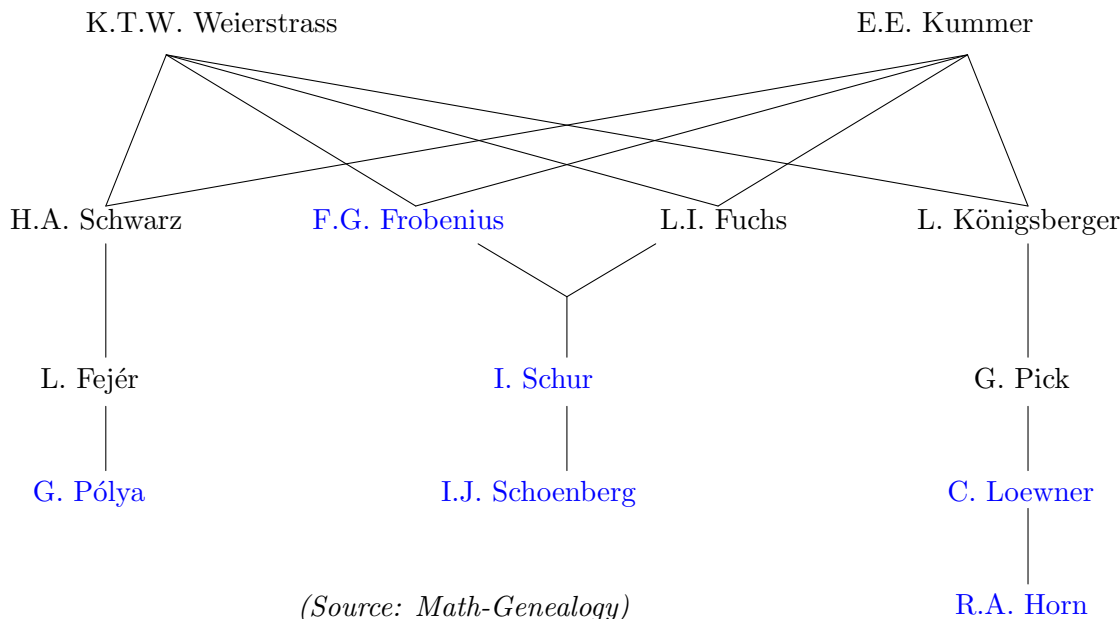 K.T.W. Weierstrass E.E. Kummer
H.A. Schwarz F.G. Frobenius L.I. Fuchs L. Königsberger
L. Fejér I. Schur G. Pick
G. Pólya I.J. Schoenberg C. Loewner
(Source: Math-Genealogy) R.A. Horn